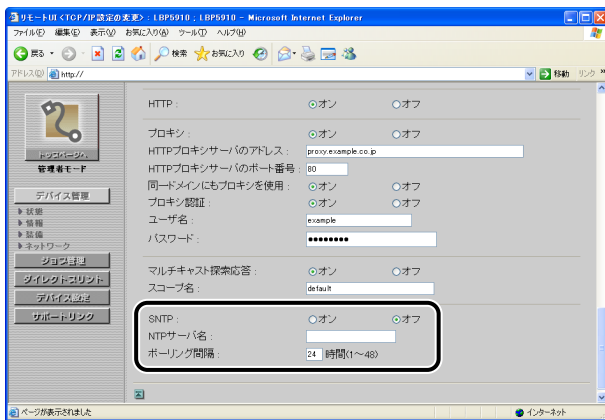 リモートUI <TCP/IP設定の変更> : LBP5910 ; LBP5910 - Microsoft Internet Explorer
ファイル(F) 編集(E) 表示(V) お気に入り(A) ツール(T) ヘルプ(H)
戻る 検索 お気に入り
アドレス(D) http:// 移動 リンク »
トップページへ
管理者モード
デバイス管理
状態
情報
装備
ネットワーク
ジョブ管理
ダイレクトプリント
デバイス設定
サポートリンク
HTTP : オン オフ
プロキシ : オン オフ
HTTPプロキシサーバのアドレス : proxy.example.co.jp
HTTPプロキシサーバのポート番号 : 80
同一ドメインにもプロキシを使用 : オン オフ
プロキシ認証 : オン オフ
ユーザ名 : example
パスワード : ●●●●●●●●
マルチキャスト探索応答 : オン オフ
スコープ名 : default
SNTP : オン オフ
NTPサーバ名 :
ポーリング間隔 : 24 時間(1～48)
ページが表示されました インターネット